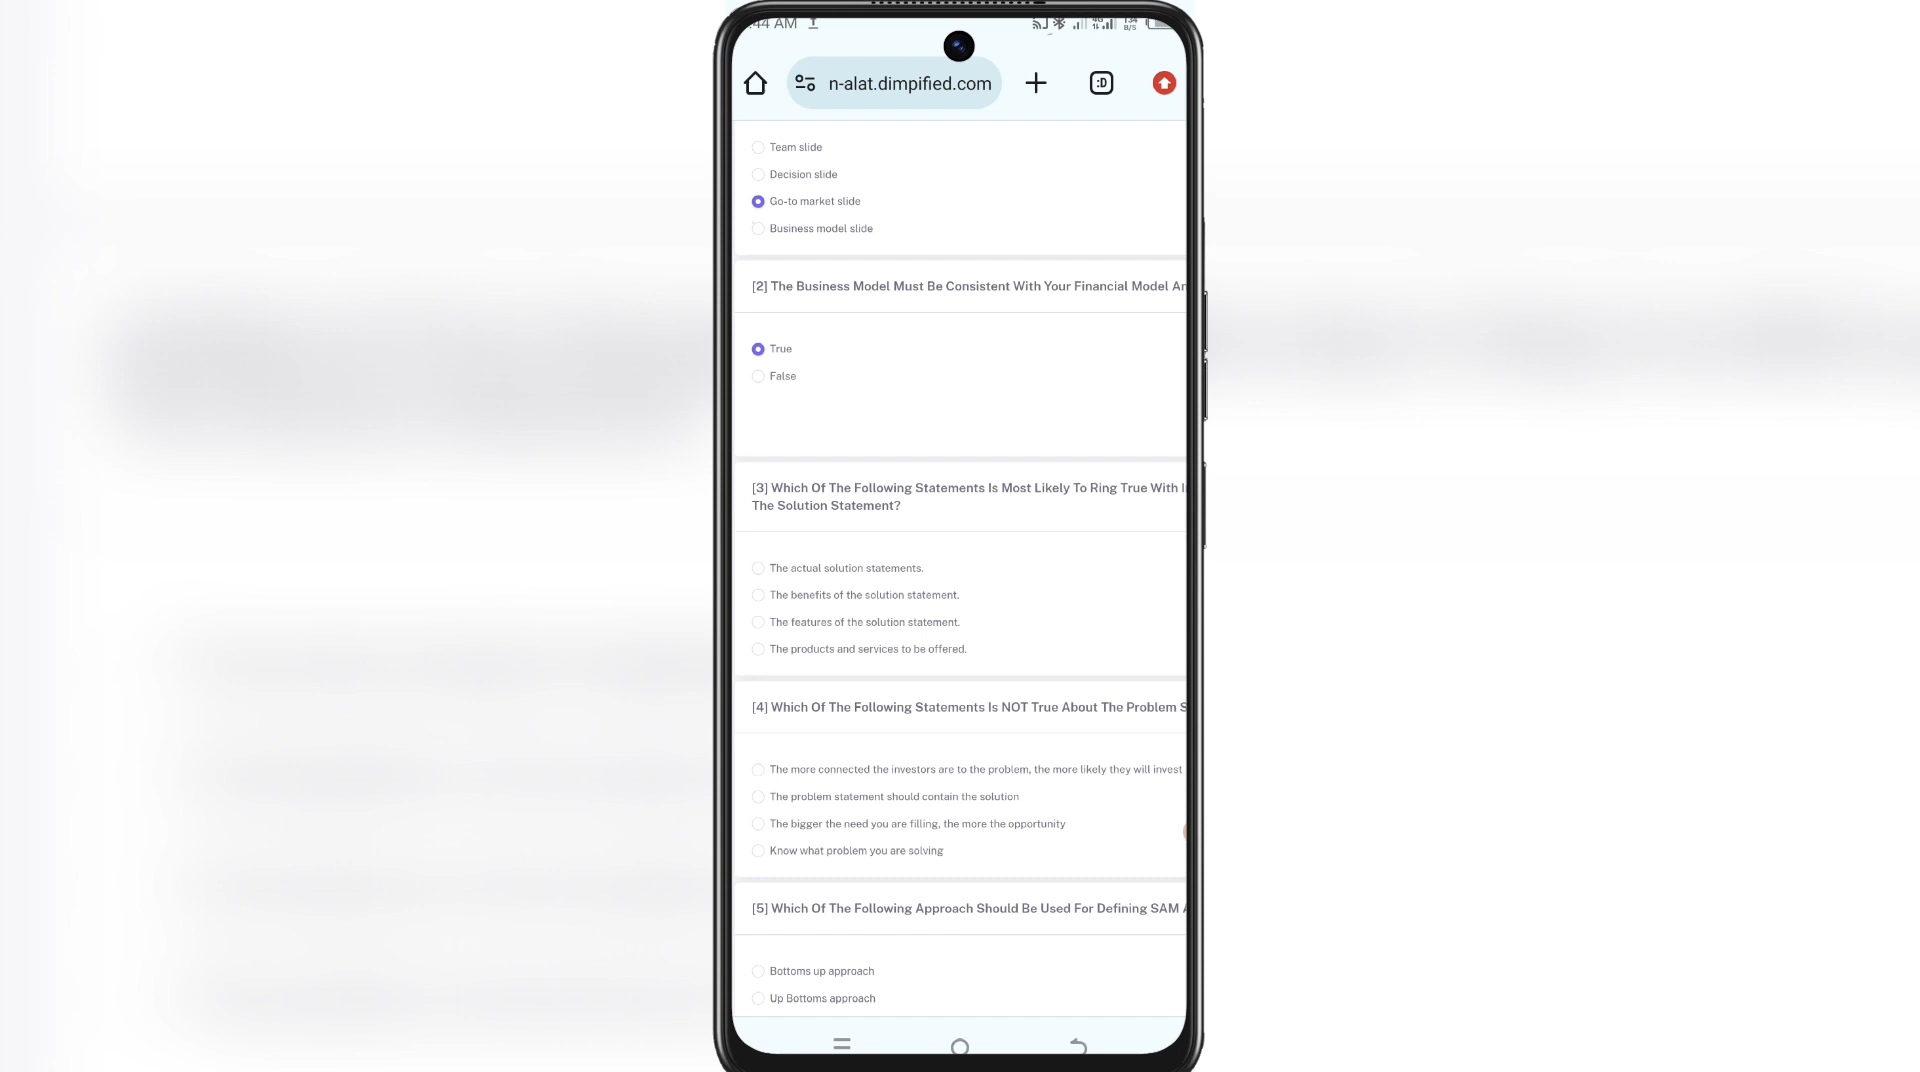 :44 AM
4G 134 B/S
n-alat.dimpified.com
:D
Team slide
Decision slide
Go-to market slide
Business model slide
[2] The Business Model Must Be Consistent With Your Financial Model
True
False
[3] Which Of The Following Statements Is Most Likely To Ring True With
The Solution Statement?
The actual solution statements.
The benefits of the solution statement.
The features of the solution statement.
The products and services to be offered.
[4] Which Of The Following Statements Is NOT True About The Problem S
The more connected the investors are to the problem, the more likely they will invest
The problem statement should contain the solution
The bigger the need you are filling, the more the opportunity
Know what problem you are solving
[5] Which Of The Following Approach Should Be Used For Defining SAM
Bottoms up approach
Up Bottoms approach